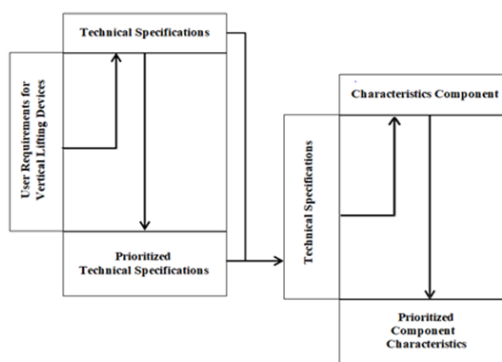 Technical Specifications
User Requirements for
Vertical Lifting Devices
Prioritized
Technical Specifications
Characteristics Component
Technical Specifications
Prioritized
Component
Characteristics